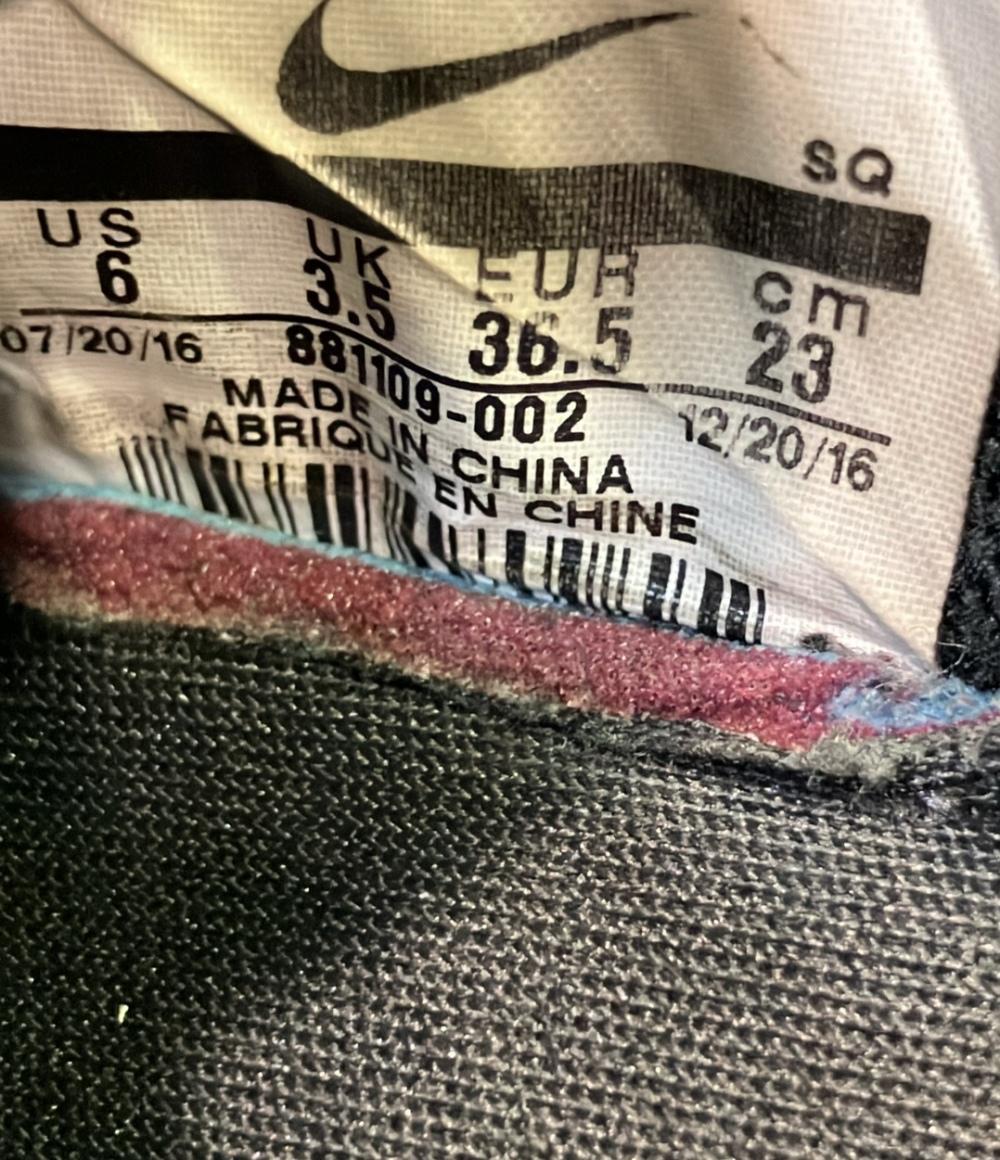 SQ
US UK EUR cm
6 3.5 36.5 23
07/20/16 881109-002 12/20/16
MADE IN CHINA
FABRIQUE EN CHINE